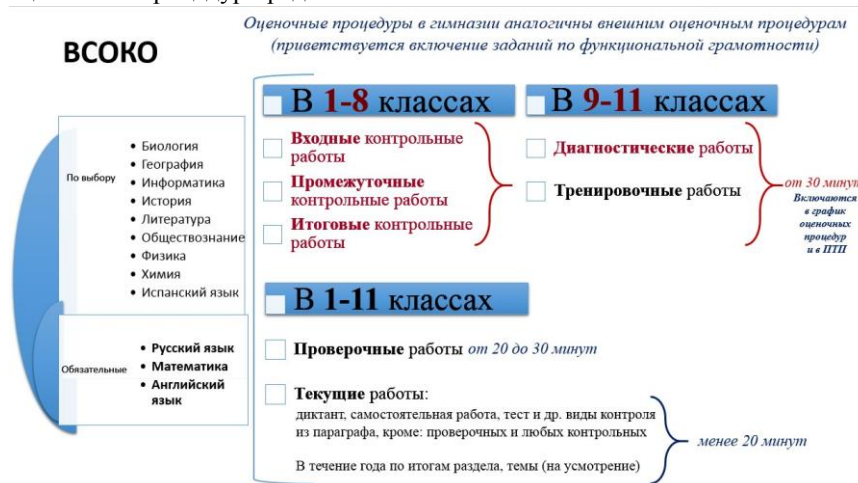 Оценочные процедуры в гимназии аналогичны внешним оценочным процедурам
(приветствуется включение заданий по функциональной грамотности)
ВСОКО
По выбору
• Биология
• География
• Информатика
• История
• Литература
• Обществознание
• Физика
• Химия
• Испанский язык
Обязательные
• Русский язык
• Математика
• Английский
язык
В 1-8 классах
Входные контрольные
работы
Промежуточные
контрольные работы
Итоговые контрольные
работы
В 9-11 классах
Диагностические работы
Тренировочные работы
от 30 минут
Включаются
в график
оценочных
процедур
и в ПТП
В 1-11 классах
Проверочные работы от 20 до 30 минут
Текущие работы:
диктант, самостоятельная работа, тест и др. виды контроля
из параграфа, кроме: проверочных и любых контрольных
В течение года по итогам раздела, темы (на усмотрение)
менее 20 минут